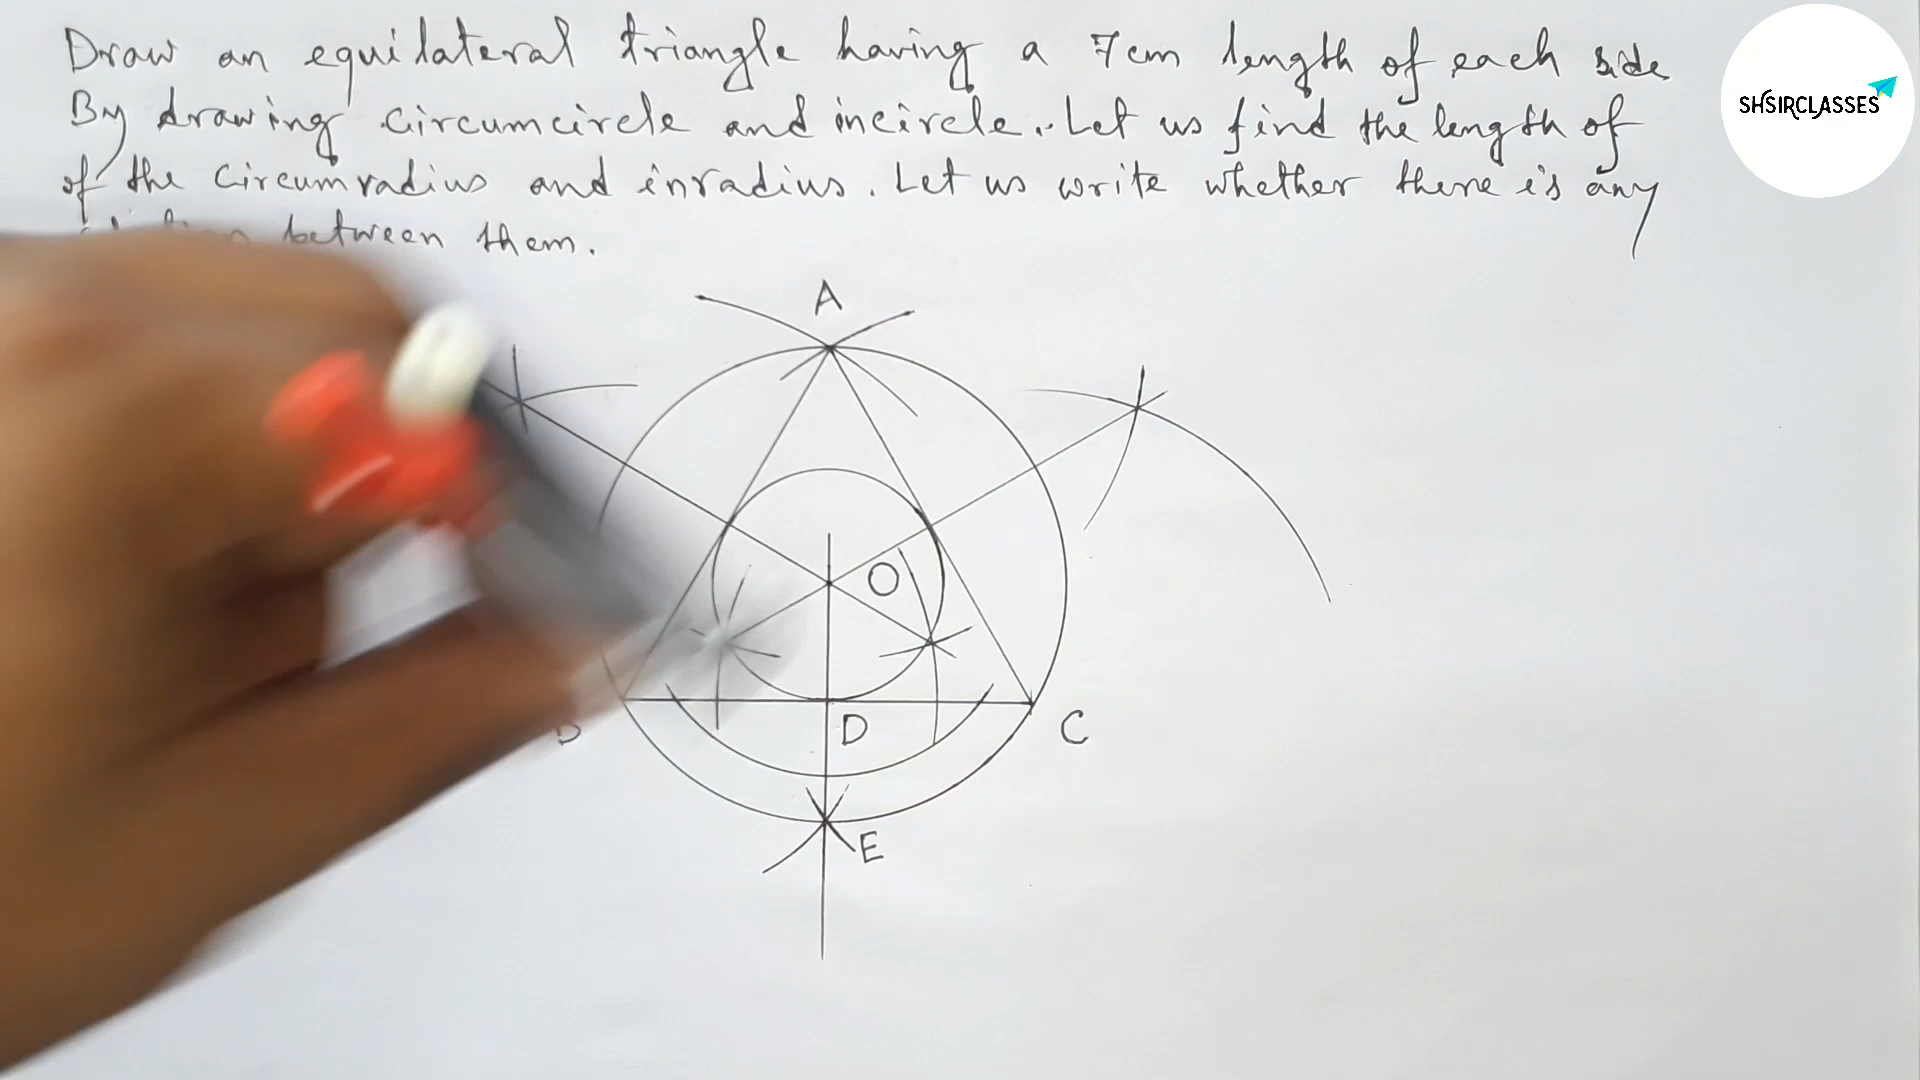 Draw an equilateral triangle having a 7cm length of each side
By drawing circumcircle and incircle. Let us find the length of
of the circumradius and inradius. Let us write whether there is any
between them.
SHSIRCLASSES
A
O
D
C
E